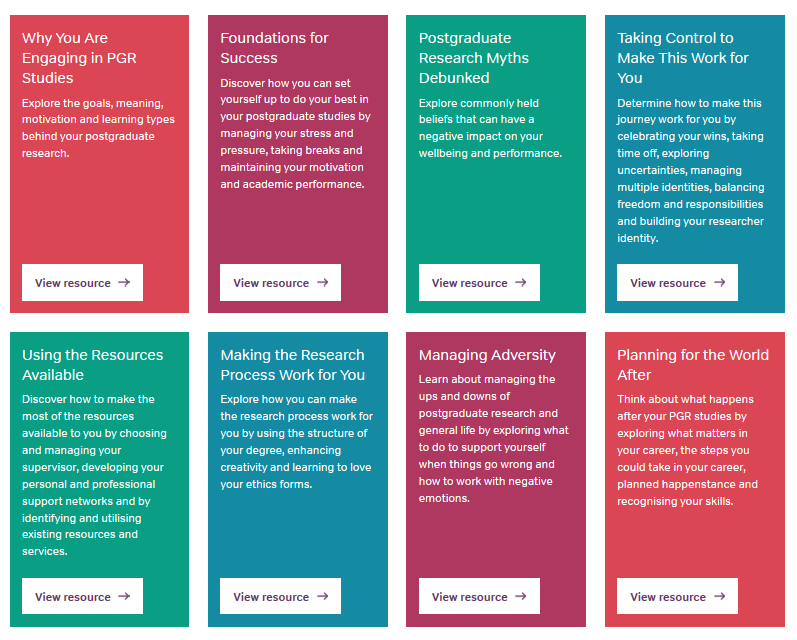 Why You Are
Engaging in PGR
Studies
Explore the goals, meaning,
motivation and learning types
behind your postgraduate
research.
View resource →
Foundations for
Success
Discover how you can set
yourself up to do your best in
your postgraduate studies by
managing your stress and
pressure, taking breaks and
maintaining your motivation
and academic performance.
View resource →
Postgraduate
Research Myths
Debunked
Explore commonly held
beliefs that can have a
negative impact on your
wellbeing and performance.
View resource →
Taking Control to
Make This Work for
You
Determine how to make this
journey work for you by
celebrating your wins, taking
time off, exploring
uncertainties, managing
multiple identities, balancing
freedom and responsibilities
and building your researcher
identity.
View resource →
Using the Resources
Available
Discover how to make the
most of the resources
available to you by choosing
and managing your
supervisor, developing your
personal and professional
support networks and by
identifying and utilising
existing resources and
services.
View resource →
Making the Research
Process Work for You
Explore how you can make
the research process work for
you by using the structure of
your degree, enhancing
creativity and learning to love
your ethics forms.
View resource →
Managing Adversity
Learn about managing the
ups and downs of
postgraduate research and
general life by exploring what
to do to support yourself
when things go wrong and
how to work with negative
emotions.
View resource →
Planning for the World
After
Think about what happens
after your PGR studies by
exploring what matters in
your career, the steps you
could take in your career,
planned happenstance and
recognising your skills.
View resource →